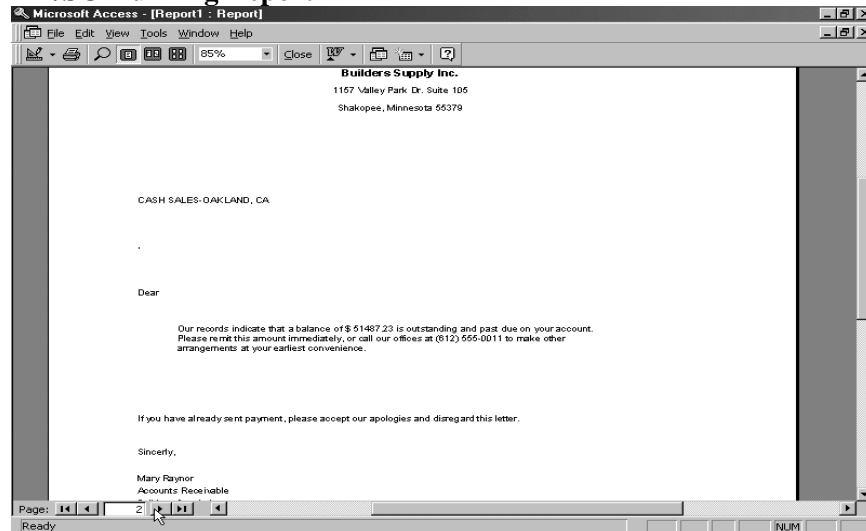 Microsoft Access - [Report1 : Report]
File Edit View Tools Window Help
85% Close
Builders Supply Inc.
1157 Valley Park Dr. Suite 105
Shakopee, Minnesota 55379
CASH SALES-OAKLAND, CA
.
Dear
Our records indicate that a balance of $ 51487.23 is outstanding and past due on your account.
Please remit this amount immediately, or call our offices at (612) 555-0011 to make other
arrangements at your earliest convenience.
If you have already sent payment, please accept our apologies and disregard this letter.
Sincerly,
Mary Raynor
Accounts Receivable
Page: 2
Ready NUM